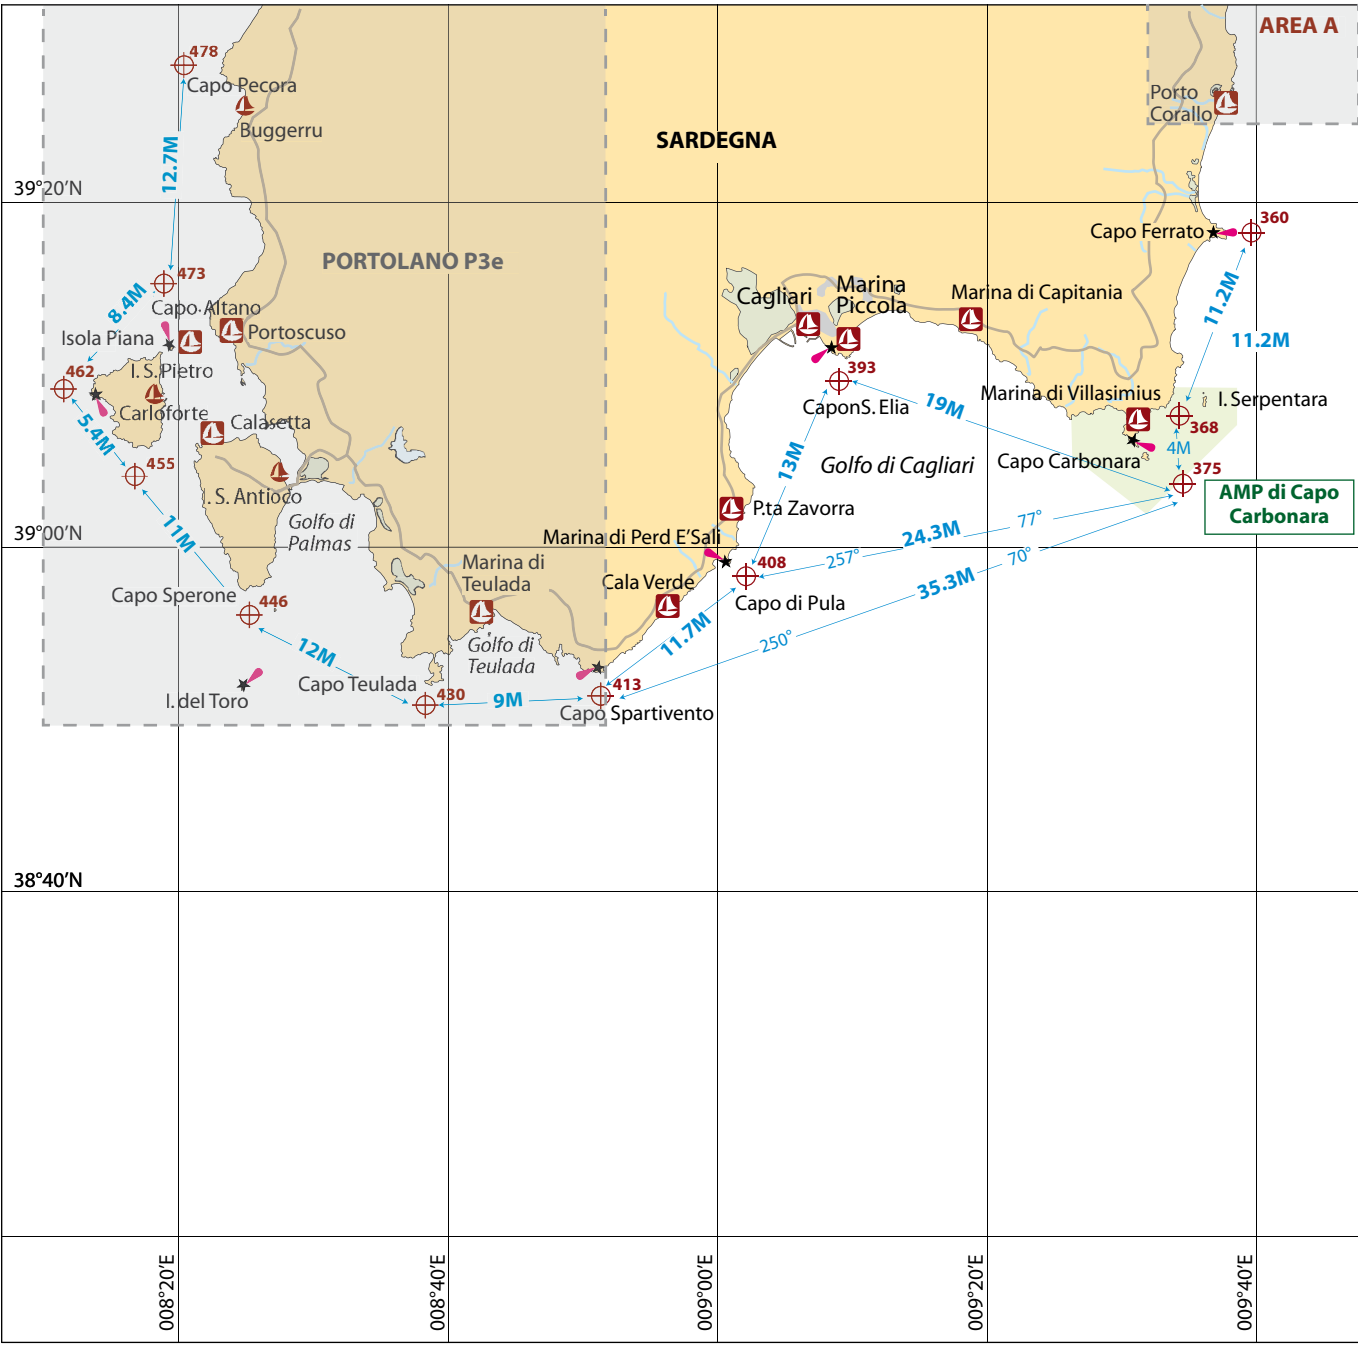 AREA A
478
Capo Pecora
Porto
Corallo
Buggerru
SARDEGNA
12.7M
39°20'N
360
Capo Ferrato
PORTOLANO P3e
473
8.4M
Capo Altano
Cagliari
Marina
Piccola
Marina di Capitania
11.2M
Isola Piana
Portoscuso
11.2M
462
I. S. Pietro
393
Marina di Villasimius
I. Serpentara
Carloforte
CaponS. Elia
19M
368
Calasetta
5.4M
4M
455
13M
Golfo di Cagliari
Capo Carbonara
375
I. S. Antioco
AMP di Capo
Carbonara
P.ta Zavorra
Golfo di
Palmas
11M
24.3M
77°
39°00'N
Marina di Perd E'Sali
257°
70°
Marina di
Teulada
408
35.3M
Cala Verde
Capo Sperone
446
Capo di Pula
11.7M
250°
12M
Golfo di
Teulada
Capo Teulada
430
9M
413
I. del Toro
Capo Spartivento
38°40'N
008°20'E
008°40'E
009°00'E
009°20'E
009°40'E